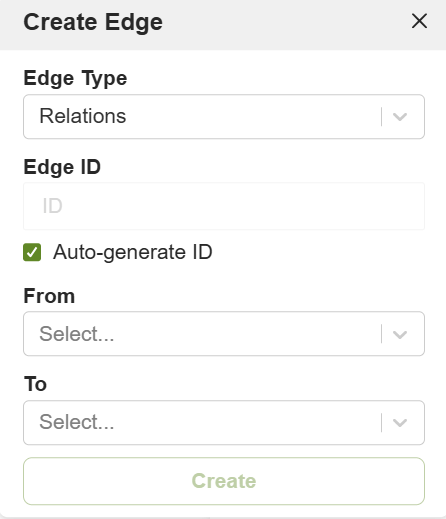 Create Edge
Edge Type
Relations
Edge ID
ID
Auto-generate ID
From
Select...
To
Select...
Create